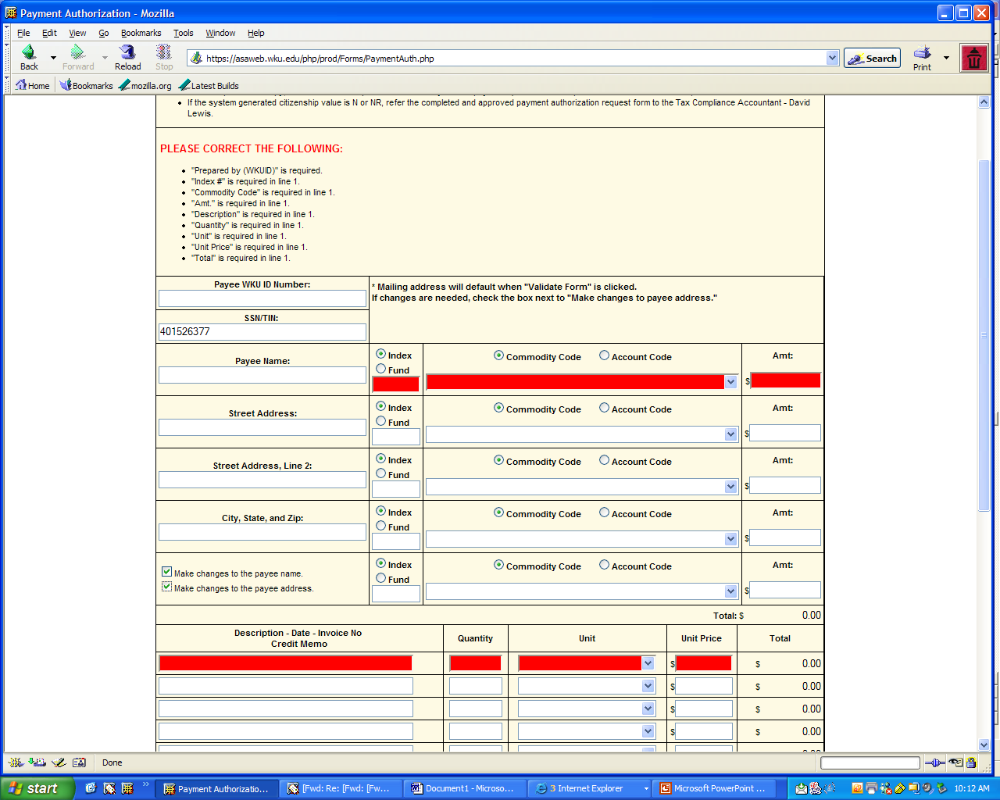 Payment Authorization - Mozilla
File Edit View Go Bookmarks Tools Window Help
Back Forward Reload Stop https://asaweb.wku.edu/php/prod/Forms/PaymentAuth.php Search Print
Home Bookmarks mozilla.org Latest Builds
If the system generated citizenship value is N or NR, refer the completed and approved payment authorization request form to the Tax Compliance Accountant - David
Lewis.
PLEASE CORRECT THE FOLLOWING:
"Prepared by (WKUID)" is required.
"Index #" is required in line 1.
"Commodity Code" is required in line 1.
"Amt." is required in line 1.
"Description" is required in line 1.
"Quantity" is required in line 1.
"Unit" is required in line 1.
"Unit Price" is required in line 1.
"Total" is required in line 1.
Payee WKU ID Number:
* Mailing address will default when "Validate Form" is clicked.
If changes are needed, check the box next to "Make changes to payee address."
SSN/TIN:
401526377
Payee Name: Index Fund Commodity Code Account Code Amt: $
Street Address: Index Fund Commodity Code Account Code Amt: $
Street Address, Line 2: Index Fund Commodity Code Account Code Amt: $
City, State, and Zip: Index Fund Commodity Code Account Code Amt: $
Make changes to the payee name.
Make changes to the payee address.
Index Fund Commodity Code Account Code Amt: $
Total: $ 0.00
Description - Date - Invoice No
Credit Memo
Quantity Unit Unit Price Total
$ $ 0.00
$ $ 0.00
$ $ 0.00
$ $ 0.00
Done
start Payment Authorizatio... [Fwd: Re: [Fwd: [Fw... Document1 - Microso... 3 Internet Explorer Microsoft PowerPoint ... 10:12 AM